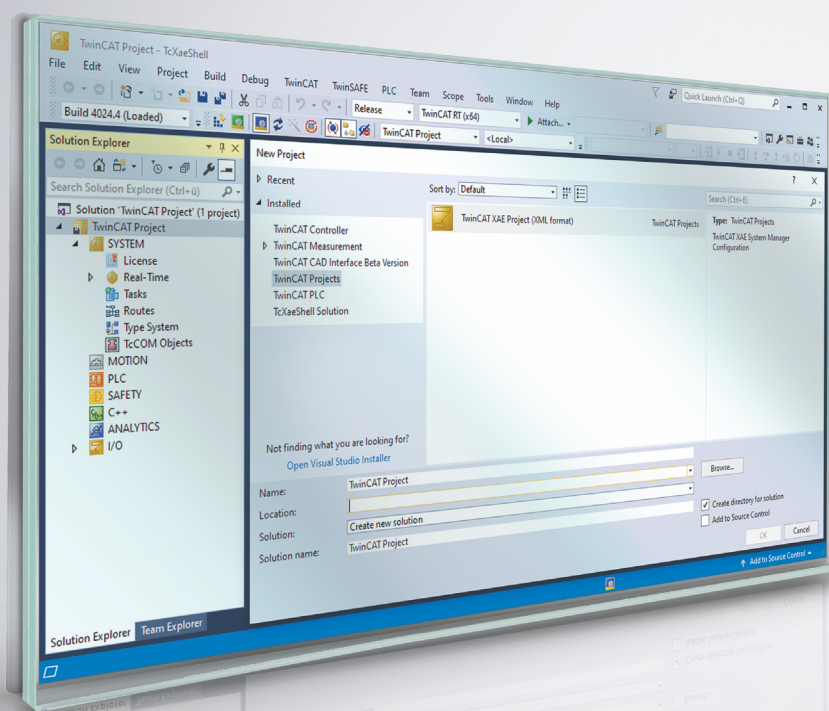 TwinCAT Project - TcXaeShell
File Edit View Project Build Debug TwinCAT TwinSAFE PLC Team Scope Tools Window Help
Quick Launch (Ctrl+Q)
Release
TwinCAT RT (x64)
Attach...
Build 4024.4 (Loaded)
TwinCAT Project
<Local>
Solution Explorer
Search Solution Explorer (Ctrl+ü)
Solution 'TwinCAT Project' (1 project)
TwinCAT Project
SYSTEM
License
Real-Time
Tasks
Routes
Type System
TcCOM Objects
MOTION
PLC
SAFETY
C++
ANALYTICS
I/O
Solution Explorer
Team Explorer
New Project
? X
Recent
Installed
TwinCAT Controller
TwinCAT Measurement
TwinCAT CAD Interface Beta Version
TwinCAT Projects
TwinCAT PLC
TcXaeShell Solution
Not finding what you are looking for?
Open Visual Studio Installer
Sort by: Default
Search (Ctrl+E)
TwinCAT XAE Project (XML format)
TwinCAT Projects
Type: TwinCAT Projects
TwinCAT XAE System Manager
Configuration
Name:
TwinCAT Project
Location:
Browse...
Solution:
Create new solution
Solution name:
TwinCAT Project
Create directory for solution
Add to Source Control
OK
Cancel
Add to Source Control